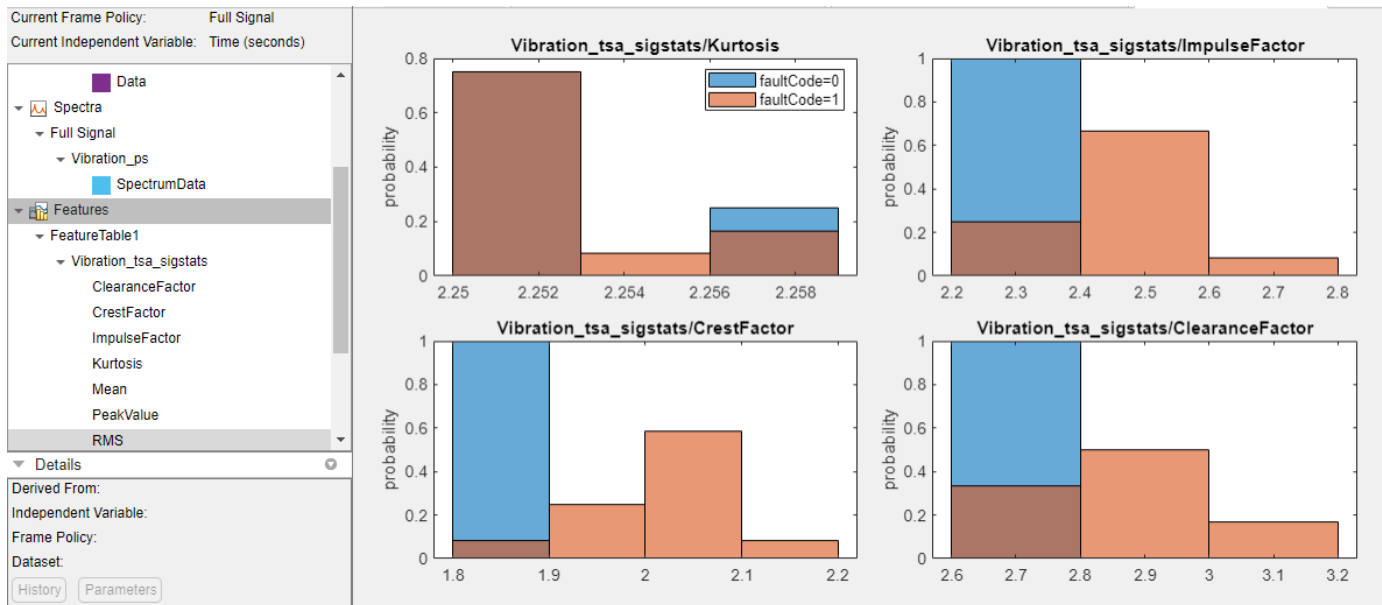 Current Frame Policy: Full Signal
Current Independent Variable: Time (seconds)
Data
Spectra
Full Signal
Vibration_ps
SpectrumData
Features
FeatureTable1
Vibration_tsa_sigstats
ClearanceFactor
CrestFactor
ImpulseFactor
Kurtosis
Mean
PeakValue
RMS
Details
Derived From:
Independent Variable:
Frame Policy:
Dataset:
History Parameters
Vibration_tsa_sigstats/Kurtosis
faultCode=0
faultCode=1
probability
0.8
0.6
0.4
0.2
0
2.25 2.252 2.254 2.256 2.258
Vibration_tsa_sigstats/ImpulseFactor
probability
1
0.8
0.6
0.4
0.2
0
2.2 2.3 2.4 2.5 2.6 2.7 2.8
Vibration_tsa_sigstats/CrestFactor
probability
1
0.8
0.6
0.4
0.2
0
1.8 1.9 2 2.1 2.2
Vibration_tsa_sigstats/ClearanceFactor
probability
1
0.8
0.6
0.4
0.2
0
2.6 2.7 2.8 2.9 3 3.1 3.2